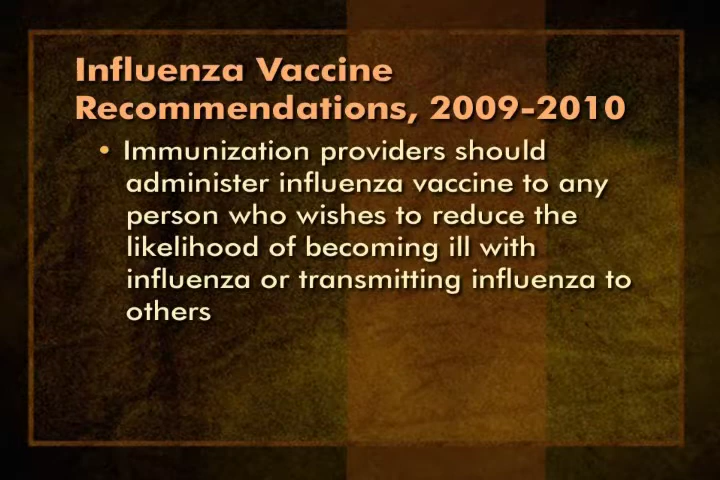 Influenza Vaccine
Recommendations, 2009-2010
• Immunization providers should
administer influenza vaccine to any
person who wishes to reduce the
likelihood of becoming ill with
influenza or transmitting influenza to
others